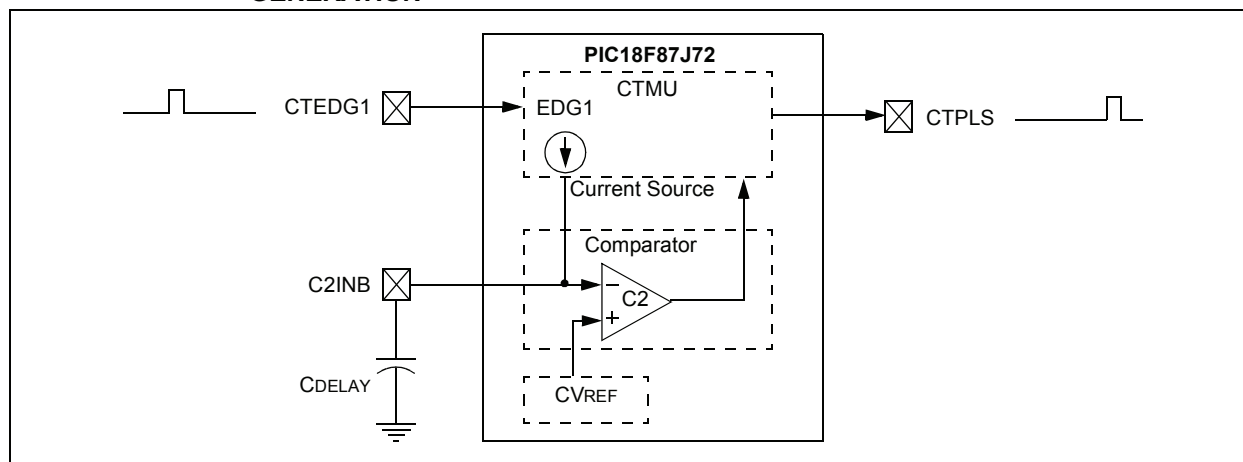 GENERATION
PIC18F87J72
CTMU
CTEDG1
EDG1
CTPLS
Current Source
Comparator
C2INB
−
C2
+
CDELAY
CVREF